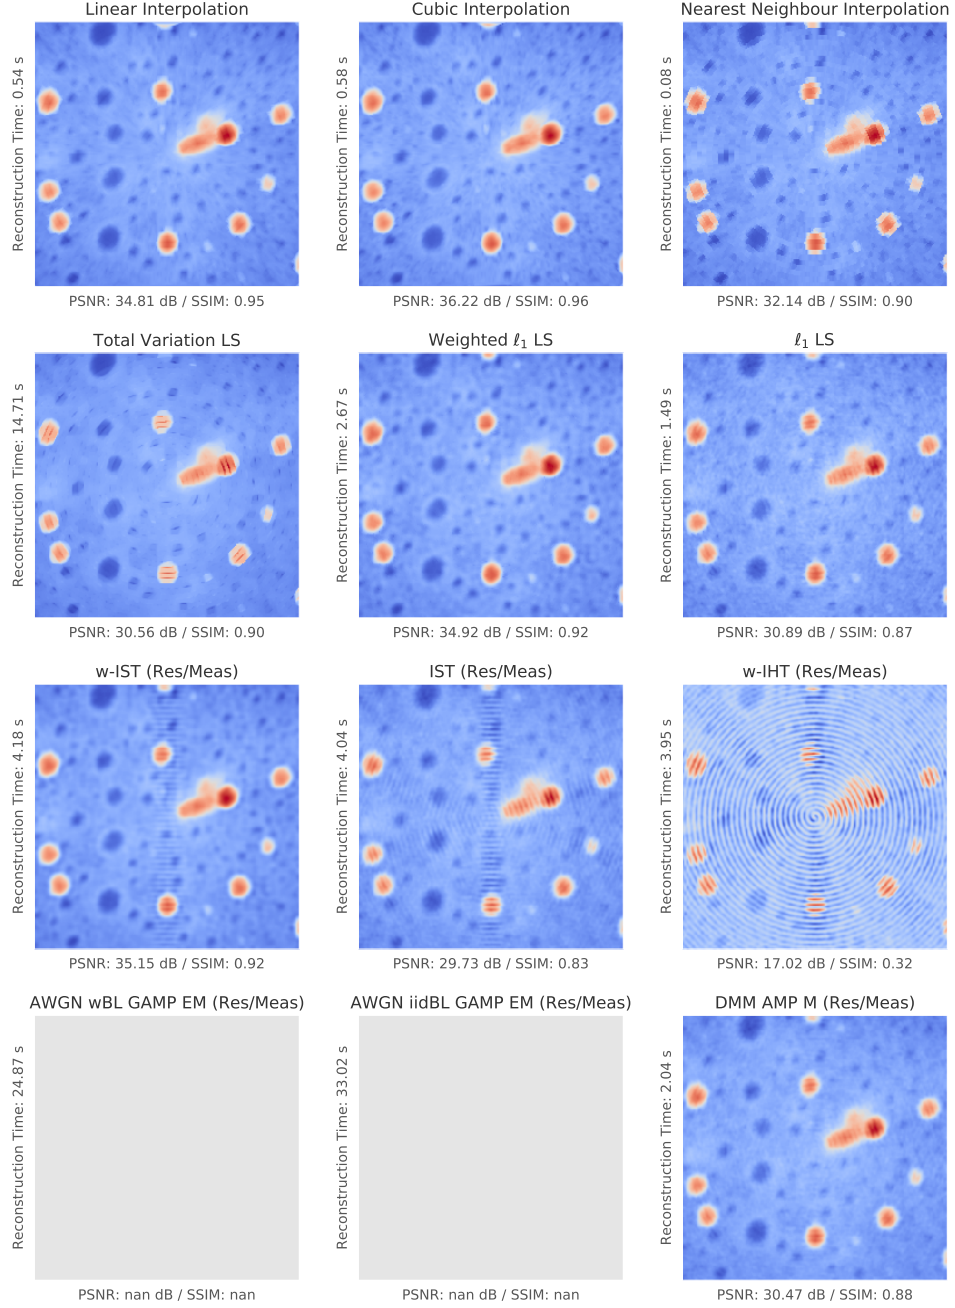 Linear Interpolation
Reconstruction Time: 0.54 s
PSNR: 34.81 dB / SSIM: 0.95
Cubic Interpolation
Reconstruction Time: 0.58 s
PSNR: 36.22 dB / SSIM: 0.96
Nearest Neighbour Interpolation
Reconstruction Time: 0.08 s
PSNR: 32.14 dB / SSIM: 0.90
Total Variation LS
Reconstruction Time: 14.71 s
PSNR: 30.56 dB / SSIM: 0.90
Weighted ℓ₁ LS
Reconstruction Time: 2.67 s
PSNR: 34.92 dB / SSIM: 0.92
ℓ₁ LS
Reconstruction Time: 1.49 s
PSNR: 30.89 dB / SSIM: 0.87
w-IST (Res/Meas)
Reconstruction Time: 4.18 s
PSNR: 35.15 dB / SSIM: 0.92
IST (Res/Meas)
Reconstruction Time: 4.04 s
PSNR: 29.73 dB / SSIM: 0.83
w-IHT (Res/Meas)
Reconstruction Time: 3.95 s
PSNR: 17.02 dB / SSIM: 0.32
AWGN wBL GAMP EM (Res/Meas)
Reconstruction Time: 24.87 s
PSNR: nan dB / SSIM: nan
AWGN iidBL GAMP EM (Res/Meas)
Reconstruction Time: 33.02 s
PSNR: nan dB / SSIM: nan
DMM AMP M (Res/Meas)
Reconstruction Time: 2.04 s
PSNR: 30.47 dB / SSIM: 0.88